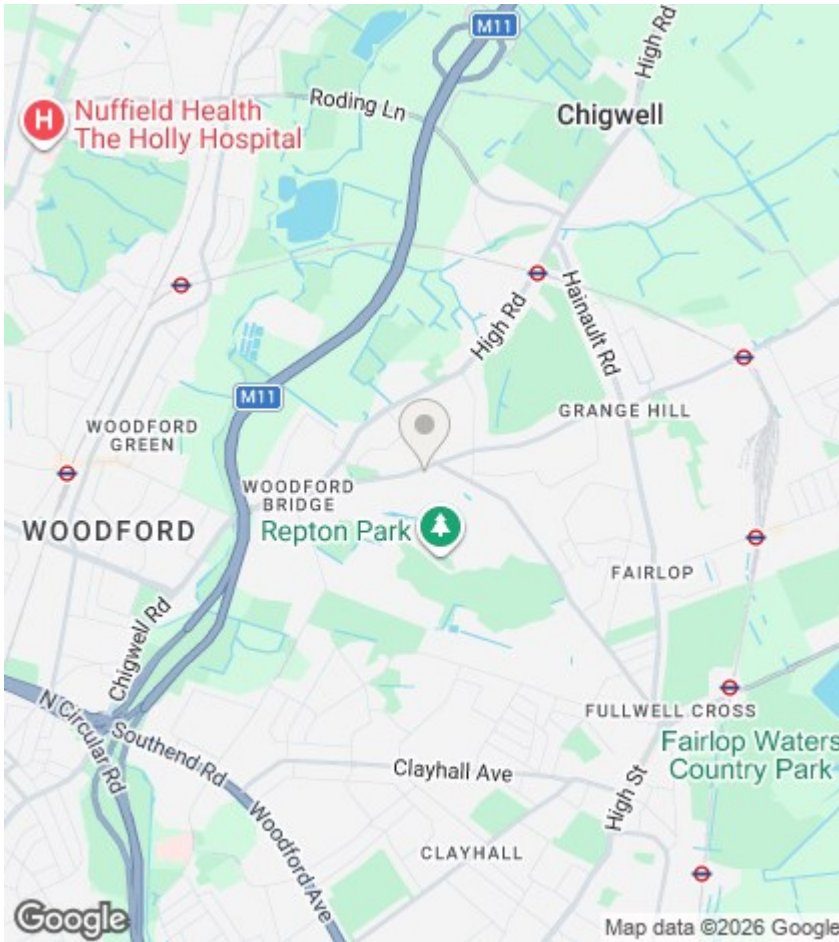 M11
High Rd
Roding Ln
Chigwell
H
Nuffield Health
The Holly Hospital
High Rd
Hainault Rd
M11
GRANGE HILL
WOODFORD
GREEN
WOODFORD
BRIDGE
WOODFORD
Repton Park
FAIRLOP
Chigwell Rd
N Circular Rd
Southend Rd
FULLWELL CROSS
Fairlop Waters
Country Park
Clayhall Ave
High St
Woodford Ave
CLAYHALL
Google
Map data ©2026 Google